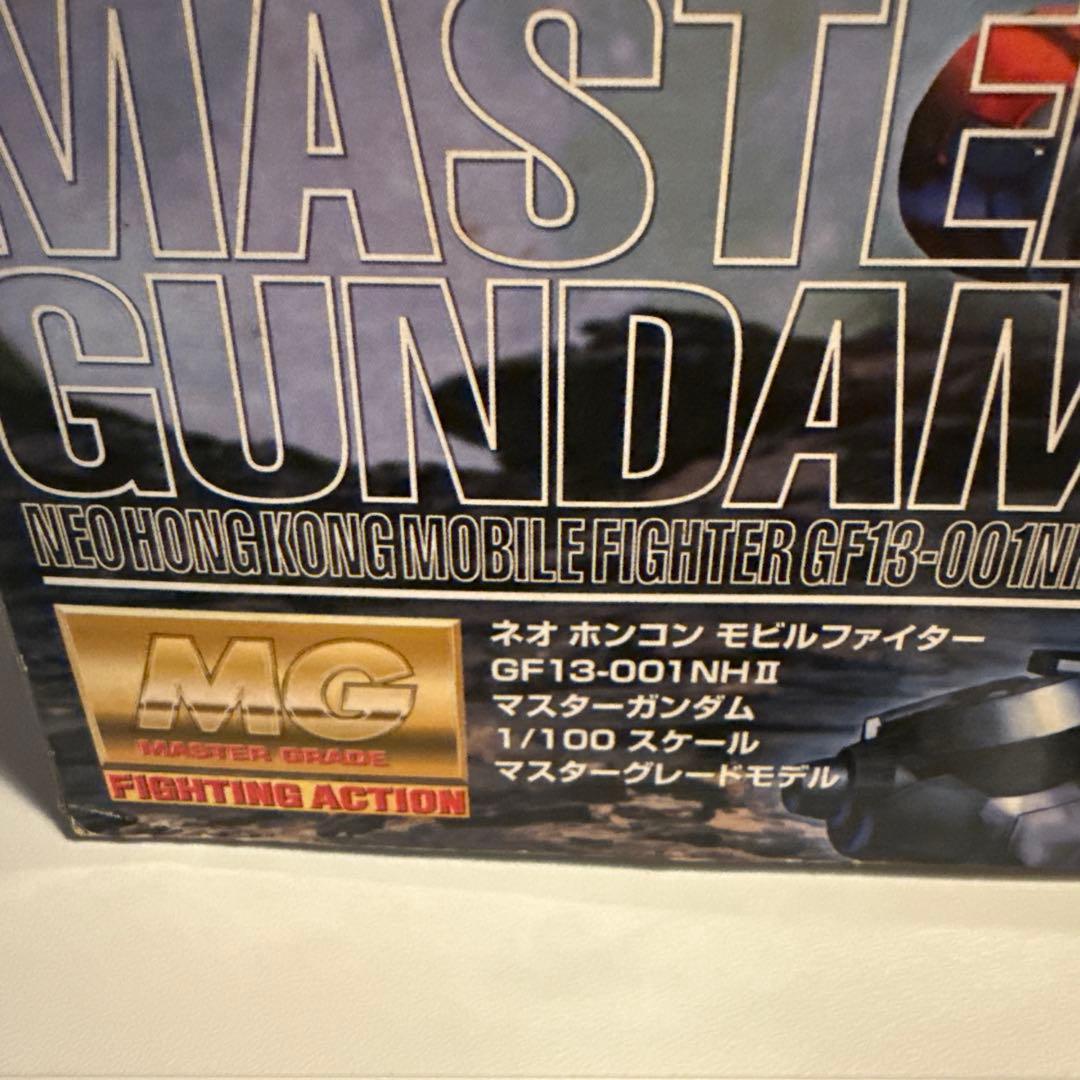 MASTE
GUNDAM
NEO HONG KONG MOBILE FIGHTER GF13-001NH
MG
MASTER GRADE
FIGHTING ACTION
ネオ ホンコン モビルファイター
GF13-001NHⅡ
マスターガンダム
1/100 スケール
マスターグレードモデル